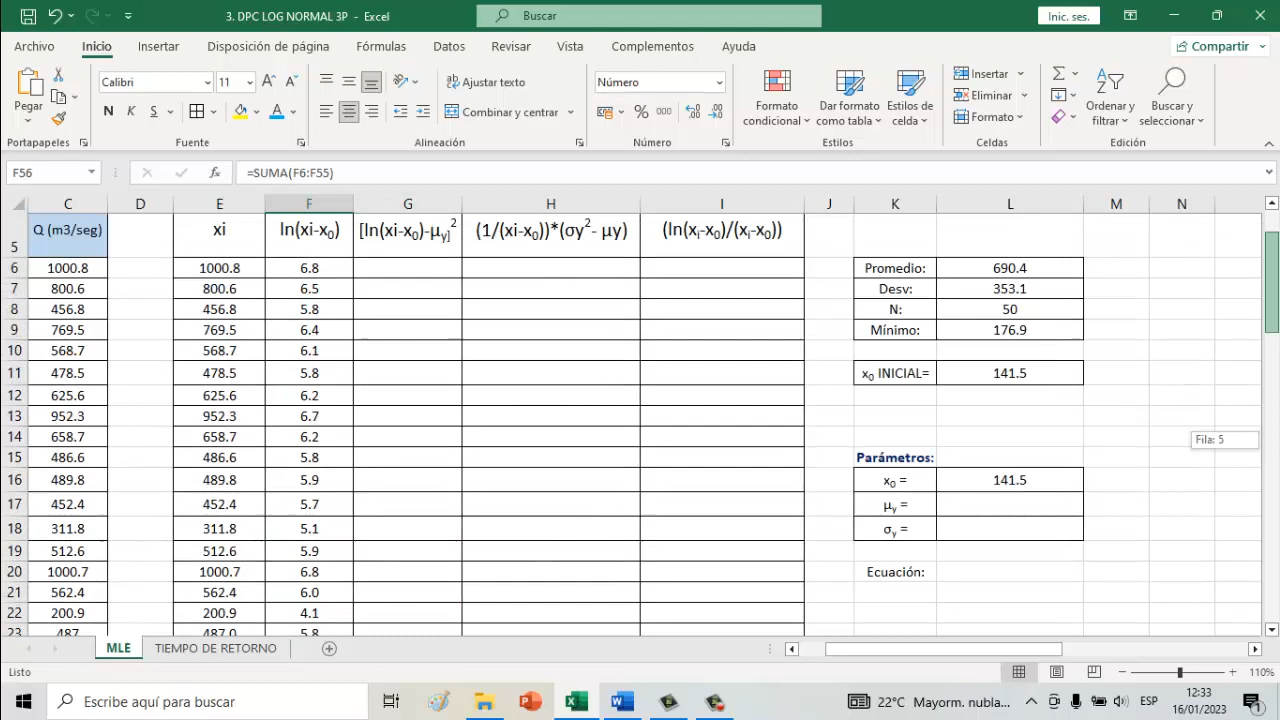 3. DPC LOG NORMAL 3P - Excel
Buscar
Inic. ses.
Archivo Inicio Insertar Disposición de página Fórmulas Datos Revisar Vista Complementos Ayuda Compartir
Pegar
Calibri 11
N K S
Ajustar texto
Combinar y centrar
Número
% 000
Formato condicional
Dar formato como tabla
Estilos de celda
Insertar
Eliminar
Formato
Ordenar y filtrar
Buscar y seleccionar
Portapapeles Fuente Alineación Número Estilos Celdas Edición
F56 fx =SUMA(F6:F55)
C D E F G H I J K L M N
5 Q (m3/seg) xi ln(xi-x₀) [ln(xi-x₀)-μy]² (1/(xi-x₀))*(σy²- μy) (ln(xᵢ-x₀)/(xᵢ-x₀))
6 1000.8 1000.8 6.8 Promedio: 690.4
7 800.6 800.6 6.5 Desv: 353.1
8 456.8 456.8 5.8 N: 50
9 769.5 769.5 6.4 Mínimo: 176.9
10 568.7 568.7 6.1
11 478.5 478.5 5.8 x₀ INICIAL= 141.5
12 625.6 625.6 6.2
13 952.3 952.3 6.7
14 658.7 658.7 6.2 Fila: 5
15 486.6 486.6 5.8 Parámetros:
16 489.8 489.8 5.9 x₀ = 141.5
17 452.4 452.4 5.7 μy =
18 311.8 311.8 5.1 σy =
19 512.6 512.6 5.9
20 1000.7 1000.7 6.8 Ecuación:
21 562.4 562.4 6.0
22 200.9 200.9 4.1
23 487 487.0 5.8
MLE TIEMPO DE RETORNO
Listo 110%
Escribe aquí para buscar
22°C Mayorm. nubla...
ESP
12:33
16/01/2023
1